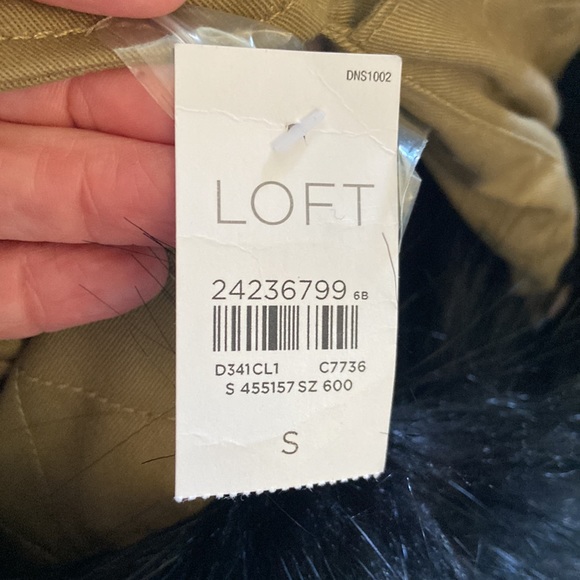 DNS1002
LOFT
24236799 6B
D341CL1 C7736
S 455157 SZ 600
S